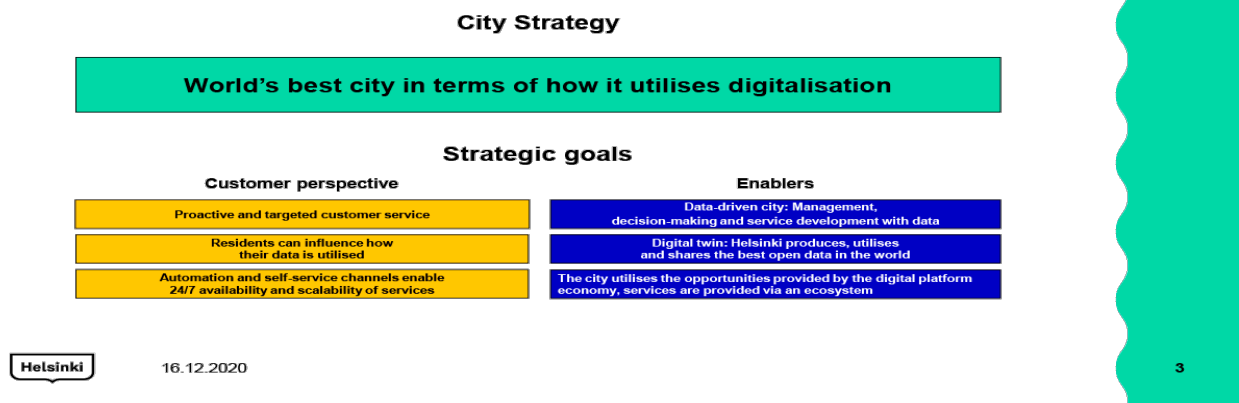 City Strategy
World's best city in terms of how it utilises digitalisation
Strategic goals
Customer perspective
Proactive and targeted customer service
Residents can influence how
their data is utilised
Automation and self-service channels enable
24/7 availability and scalability of services
Enablers
Data-driven city: Management,
decision-making and service development with data
Digital twin: Helsinki produces, utilises
and shares the best open data in the world
The city utilises the opportunities provided by the digital platform
economy, services are provided via an ecosystem
Helsinki
16.12.2020
3